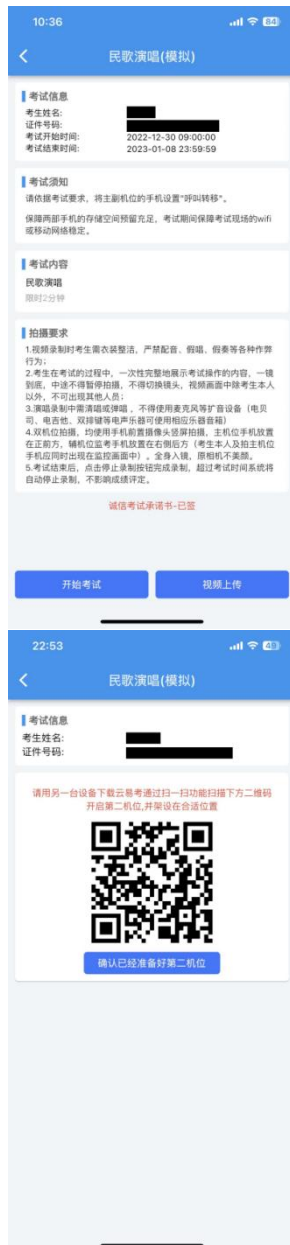 10:36
84
民歌演唱(模拟)
考试信息
考生姓名:
证件号码:
考试开始时间: 2022-12-30 09:00:00
考试结束时间: 2023-01-08 23:59:59
考试须知
请依据考试要求，将主副机位的手机设置"呼叫转移"。
保障两部手机的存储空间预留充足，考试期间保障考试现场的wifi
或移动网络稳定。
考试内容
民歌演唱
限时2分钟
拍摄要求
1.视频录制时考生需衣装整洁，严禁配音、假唱、假奏等各种作弊
行为；
2.考生在考试的过程中，一次性完整地展示考试操作的内容，一镜
到底，中途不得暂停拍摄，不得切换镜头，视频画面中除考生本人
以外，不可出现其他人员；
3.演唱录制中需清唱或弹唱，不得使用麦克风等扩音设备（电贝
司、电吉他、双排键等电声乐器可使用相应乐器音箱）
4.双机位拍摄，均使用手机前置摄像头竖屏拍摄，主机位手机放置
在正前方，辅机位监考手机放置在右侧后方（考生本人及拍主机位
手机应同时出现在监控画面中）。全身入镜，原相机不美颜。
5.考试结束后，点击停止录制按钮完成录制，超过考试时间系统将
自动停止录制，不影响成绩评定。
诚信考试承诺书-已签
开始考试
视频上传
22:53
40
民歌演唱(模拟)
考试信息
考生姓名:
证件号码:
请用另一台设备下载云易考通过扫一扫功能扫描下方二维码
开启第二机位,并架设在合适位置
确认已经准备好第二机位